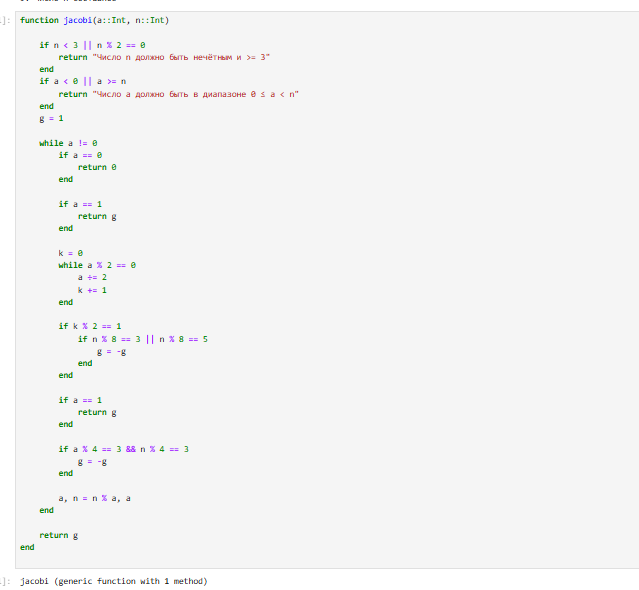 ]:
function jacobi(a::Int, n::Int)
if n < 3 || n % 2 == 0
return "Число n должно быть нечётным и >= 3"
end
if a < 0 || a >= n
return "Число a должно быть в диапазоне 0 ≤ a < n"
end
g = 1
while a != 0
if a == 0
return 0
end
if a == 1
return g
end
k = 0
while a % 2 == 0
a ÷= 2
k += 1
end
if k % 2 == 1
if n % 8 == 3 || n % 8 == 5
g = -g
end
end
if a == 1
return g
end
if a % 4 == 3 && n % 4 == 3
g = -g
end
a, n = n % a, a
end
return g
end
]:
jacobi (generic function with 1 method)